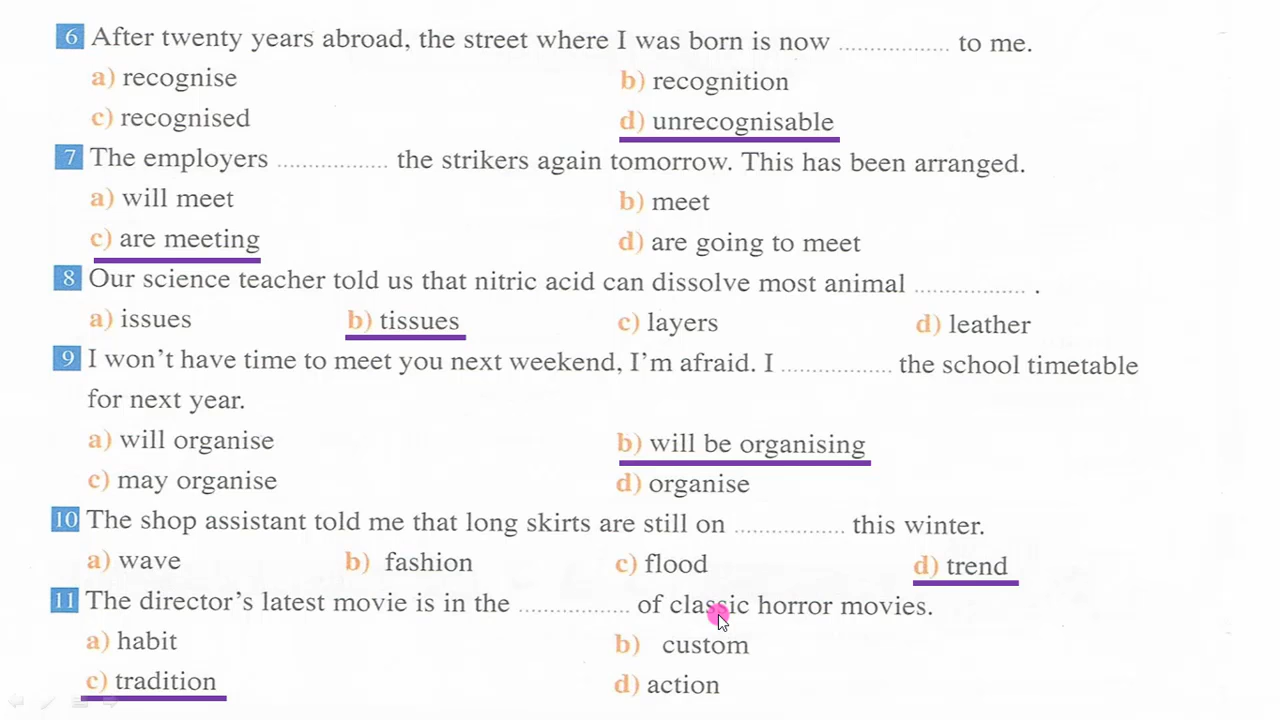 6 After twenty years abroad, the street where I was born is now .................. to me.
a) recognise b) recognition
c) recognised d) unrecognisable
7 The employers .................. the strikers again tomorrow. This has been arranged.
a) will meet b) meet
c) are meeting d) are going to meet
8 Our science teacher told us that nitric acid can dissolve most animal .................. .
a) issues b) tissues c) layers d) leather
9 I won't have time to meet you next weekend, I'm afraid. I .................. the school timetable
for next year.
a) will organise b) will be organising
c) may organise d) organise
10 The shop assistant told me that long skirts are still on .................. this winter.
a) wave b) fashion c) flood d) trend
11 The director's latest movie is in the .................. of classic horror movies.
a) habit b) custom
c) tradition d) action